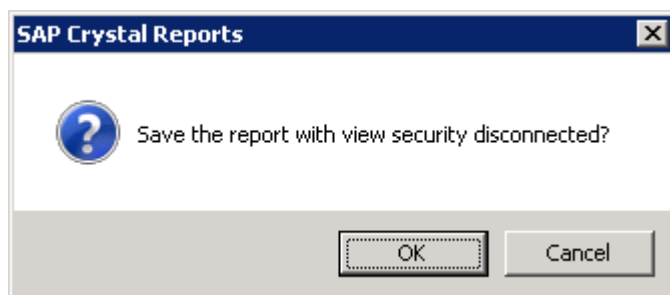 SAP Crystal Reports
Save the report with view security disconnected?
OK
Cancel